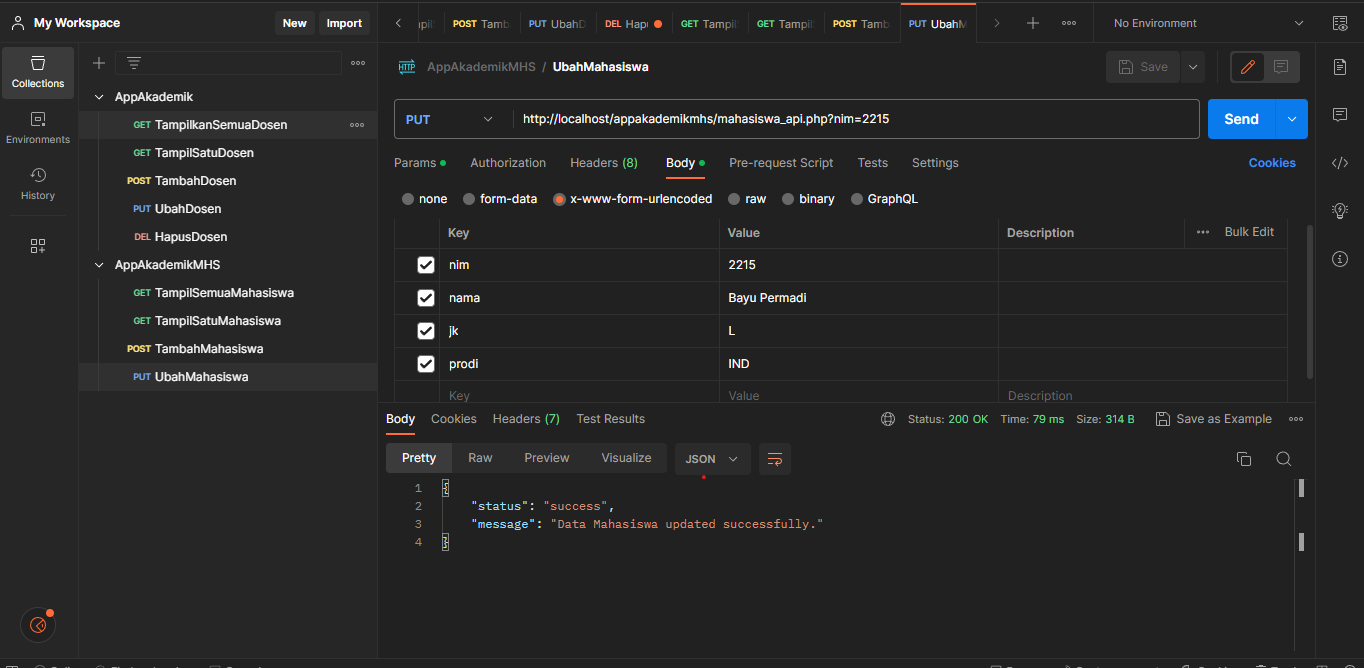 My Workspace
New
Import
POST Tamb
PUT UbahD
DEL Hapu
GET Tampil
GET Tampil
POST Tamb
PUT UbahM
No Environment
Collections
Environments
History
AppAkademik
GET TampilkanSemuaDosen
GET TampilSatuDosen
POST TambahDosen
PUT UbahDosen
DEL HapusDosen
AppAkademikMHS
GET TampilSemuaMahasiswa
GET TampilSatuMahasiswa
POST TambahMahasiswa
PUT UbahMahasiswa
HTTP AppAkademikMHS / UbahMahasiswa
Save
PUT http://localhost/appakademikmhs/mahasiswa_api.php?nim=2215
Send
Params Authorization Headers (8) Body Pre-request Script Tests Settings
Cookies
none form-data x-www-form-urlencoded raw binary GraphQL
Key Value Description Bulk Edit
nim 2215
nama Bayu Permadi
jk L
prodi IND
Key Value Description
Body Cookies Headers (7) Test Results
Status: 200 OK Time: 79 ms Size: 314 B Save as Example
Pretty Raw Preview Visualize JSON
1 {
2 "status": "success",
3 "message": "Data Mahasiswa updated successfully."
4 }